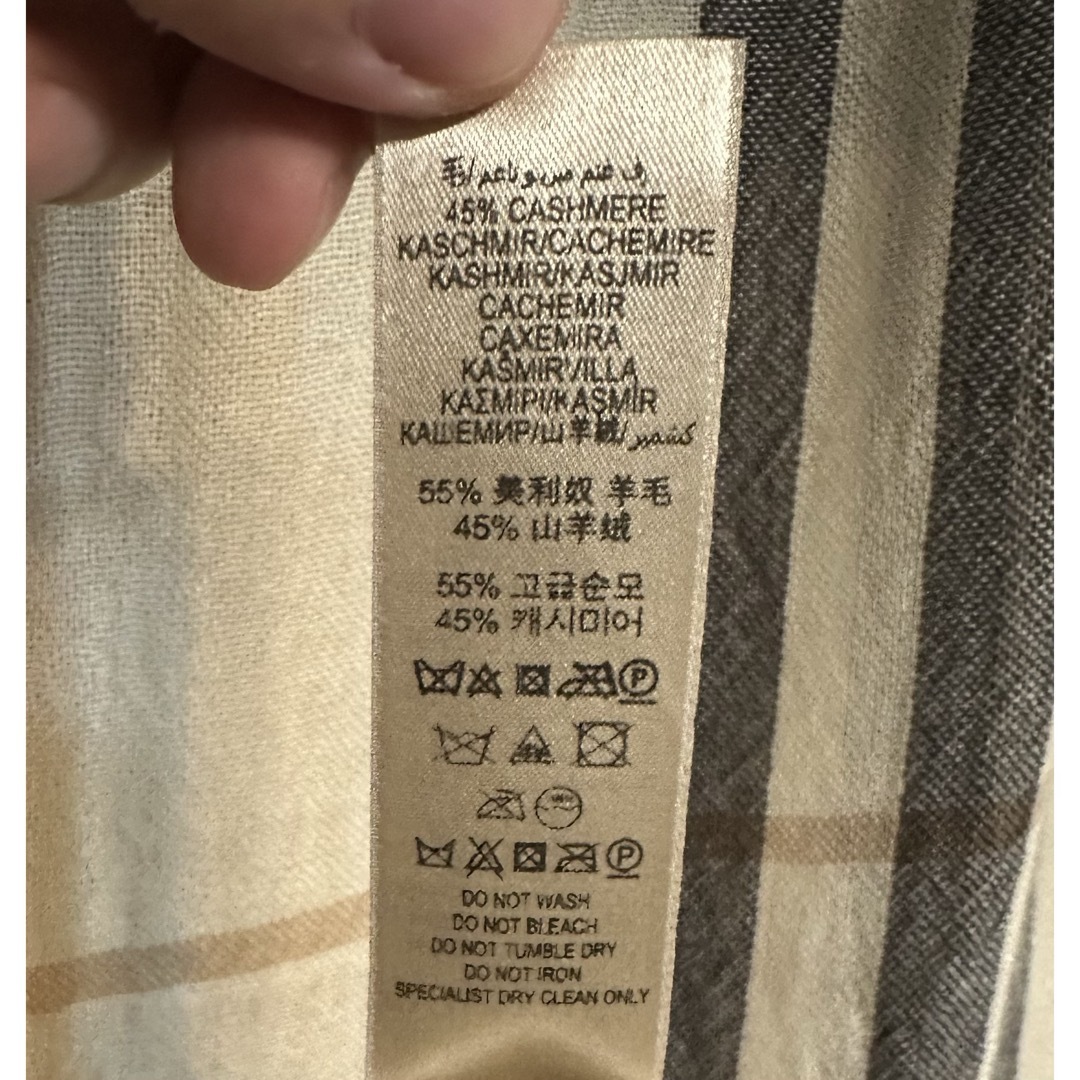 45% CASHMERE
KASCHMIR/CACHEMIRE
KASHMIR/KASJMIR
CACHEMIR
CAXEMIRA
KAŠMIR/ILLA
ΚΑΣΜΙΡΙ/KAŞMİR
КАШЕМИР/山羊絨/كشمير
55% 美利奴 羊毛
45% 山羊绒
55% 고급순모
45% 캐시미어
P
P
DO NOT WASH
DO NOT BLEACH
DO NOT TUMBLE DRY
DO NOT IRON
SPECIALIST DRY CLEAN ONLY